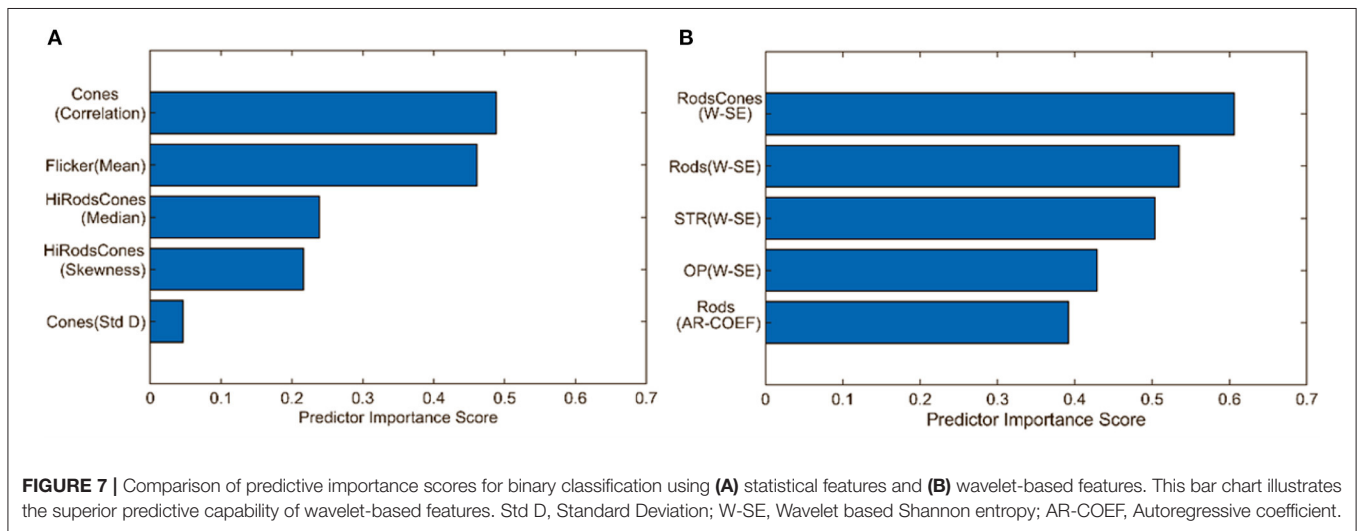 A
Cones
(Correlation)
Flicker(Mean)
HiRodsCones
(Median)
HiRodsCones
(Skewness)
Cones(Std D)
0 0.1 0.2 0.3 0.4 0.5 0.6 0.7
Predictor Importance Score
B
RodsCones
(W-SE)
Rods(W-SE)
STR(W-SE)
OP(W-SE)
Rods
(AR-COEF)
0 0.1 0.2 0.3 0.4 0.5 0.6 0.7
Predictor Importance Score
FIGURE 7 | Comparison of predictive importance scores for binary classification using (A) statistical features and (B) wavelet-based features. This bar chart illustrates
the superior predictive capability of wavelet-based features. Std D, Standard Deviation; W-SE, Wavelet based Shannon entropy; AR-COEF, Autoregressive coefficient.